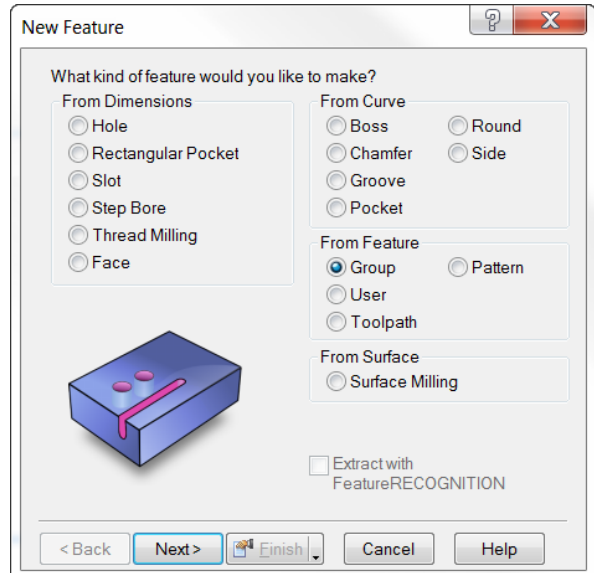 New Feature
What kind of feature would you like to make?
From Dimensions
Hole
Rectangular Pocket
Slot
Step Bore
Thread Milling
Face
From Curve
Boss
Round
Chamfer
Side
Groove
Pocket
From Feature
Group
Pattern
User
Toolpath
From Surface
Surface Milling
Extract with
FeatureRECOGNITION
< Back
Next >
Finish
Cancel
Help